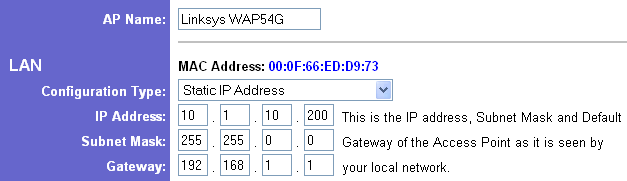 AP Name: Linksys WAP54G
LAN MAC Address: 00:0F:66:ED:D9:73
Configuration Type: Static IP Address
IP Address: 10 . 1 . 10 . 200 This is the IP address, Subnet Mask and Default
Subnet Mask: 255 . 255 . 0 . 0 Gateway of the Access Point as it is seen by
Gateway: 192 . 168 . 1 . 1 your local network.